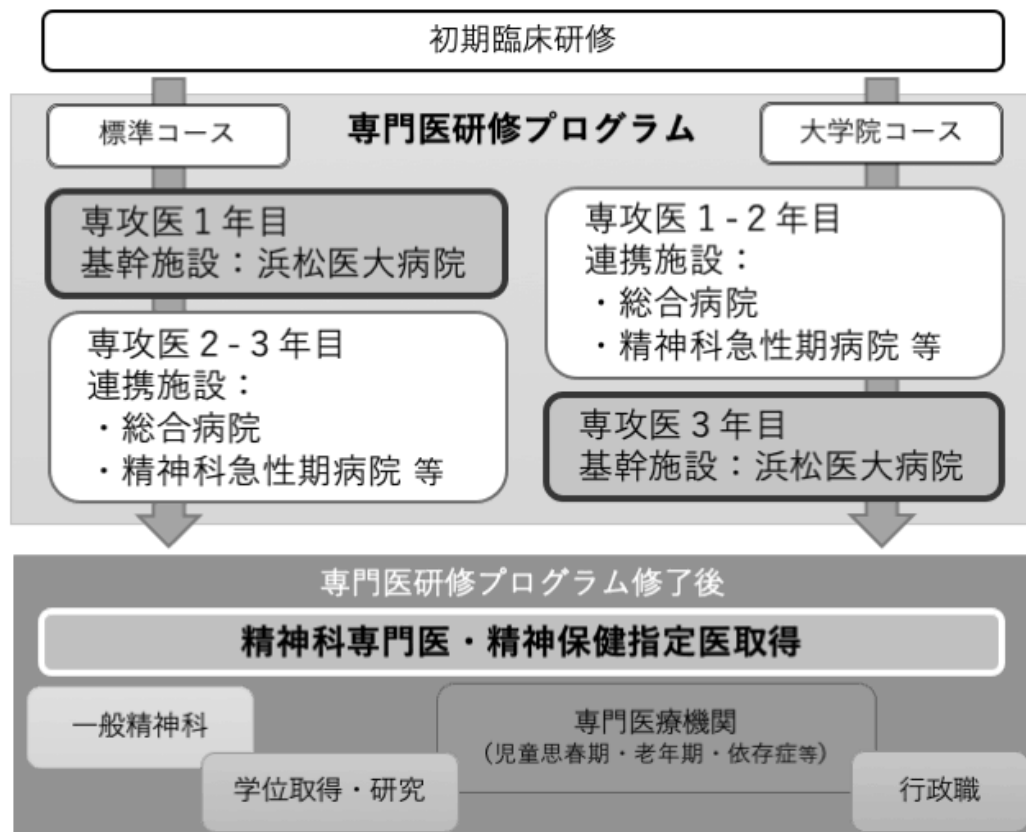 初期臨床研修
専門医研修プログラム
標準コース
専攻医 1 年目
基幹施設：浜松医大病院
専攻医 2 - 3 年目
連携施設：
・総合病院
・精神科急性期病院 等
大学院コース
専攻医 1 - 2 年目
連携施設：
・総合病院
・精神科急性期病院 等
専攻医 3 年目
基幹施設：浜松医大病院
専門医研修プログラム修了後
精神科専門医・精神保健指定医取得
一般精神科
学位取得・研究
専門医療機関
（児童思春期・老年期・依存症等）
行政職